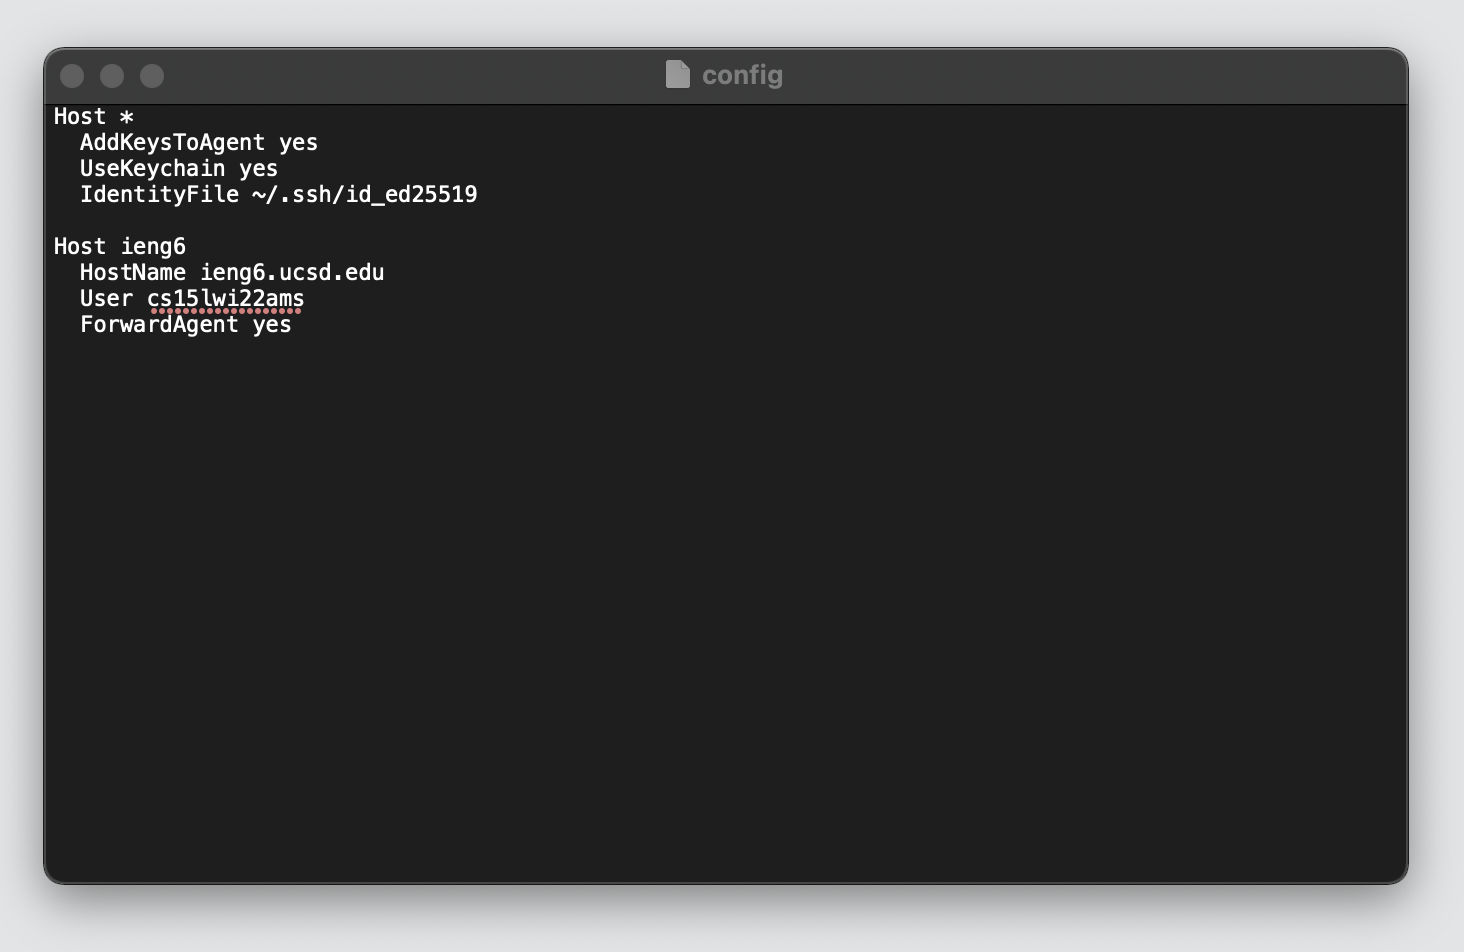 config
Host *
  AddKeysToAgent yes
  UseKeychain yes
  IdentityFile ~/.ssh/id_ed25519

Host ieng6
  HostName ieng6.ucsd.edu
  User cs15lwi22ams
  ForwardAgent yes